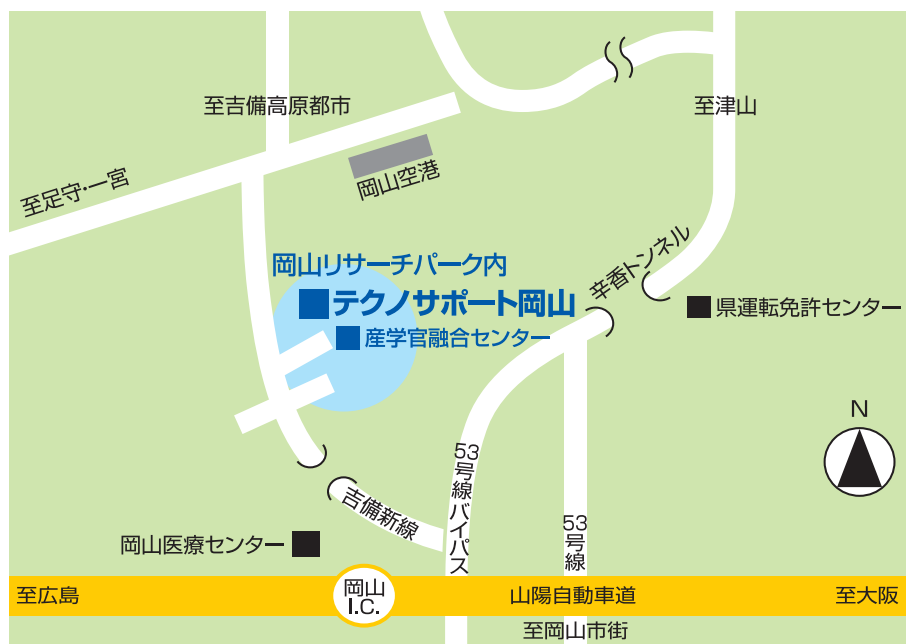 至吉備高原都市
至津山
岡山空港
至足守・一宮
辛香トンネル
岡山リサーチパーク内
テクノサポート岡山
県運転免許センター
産学官融合センター
N
53号線バイパス
吉備新線
53号線
岡山医療センター
至広島
岡山
I.C.
山陽自動車道
至大阪
至岡山市街